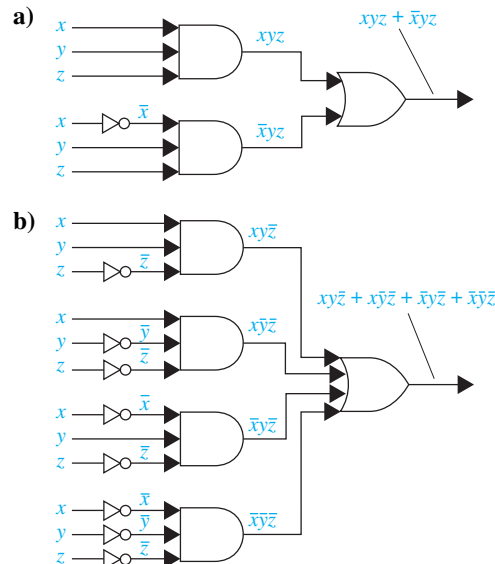 a)
x
y
z
xyz
xyz + x̄yz
x
x̄
y
z
x̄yz
b)
x
y
z
z̄
xyz̄
xyz̄ + xȳz̄ + x̄yz̄ + x̄ȳz̄
x
y
ȳ
z
z̄
xȳz̄
x
x̄
y
z
z̄
x̄yz̄
x
x̄
y
ȳ
z
z̄
x̄ȳz̄